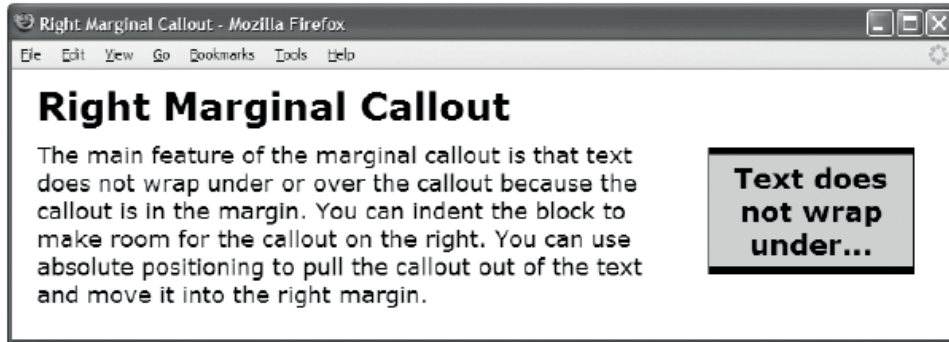 Right Marginal Callout - Mozilla Firefox
File Edit View Go Bookmarks Tools Help
Right Marginal Callout
The main feature of the marginal callout is that text
does not wrap under or over the callout because the
callout is in the margin. You can indent the block to
make room for the callout on the right. You can use
absolute positioning to pull the callout out of the text
and move it into the right margin.
Text does
not wrap
under...